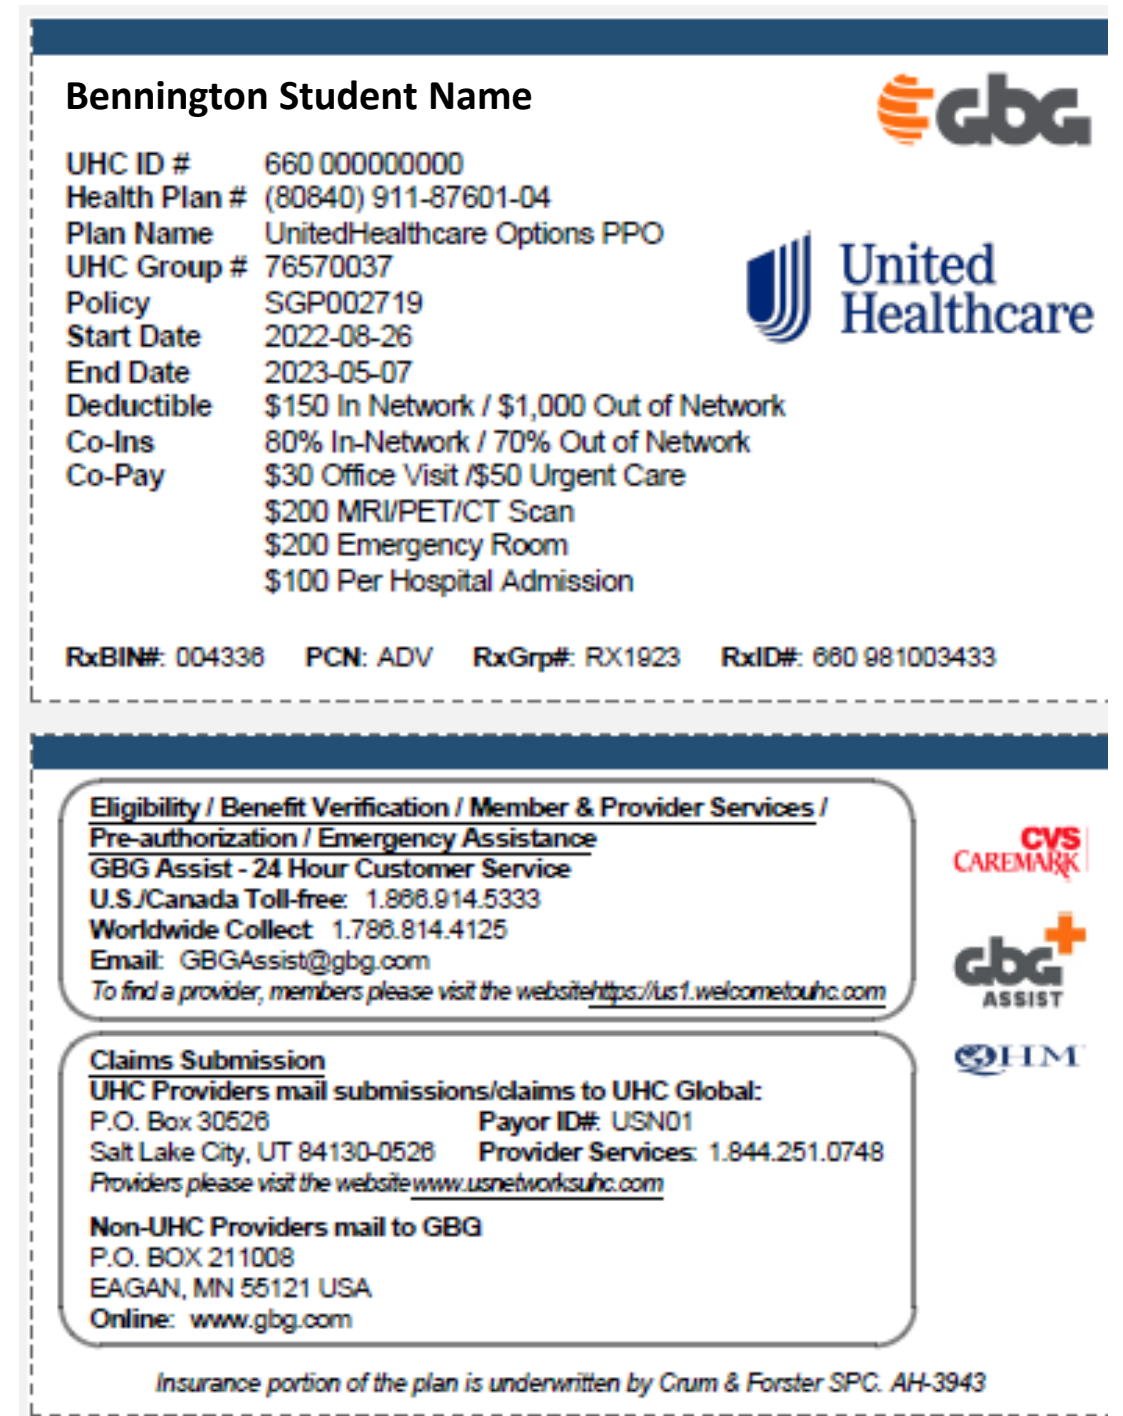 Bennington Student Name
gbg
UHC ID # 660 000000000
Health Plan # (80840) 911-87601-04
Plan Name UnitedHealthcare Options PPO
UHC Group # 76570037
Policy SGP002719
Start Date 2022-08-26
End Date 2023-05-07
United
Healthcare
Deductible $150 In Network / $1,000 Out of Network
Co-Ins 80% In-Network / 70% Out of Network
Co-Pay $30 Office Visit /$50 Urgent Care
$200 MRI/PET/CT Scan
$200 Emergency Room
$100 Per Hospital Admission
RxBIN#: 004336 PCN: ADV RxGrp#: RX1923 RxID#: 660 981003433
Eligibility / Benefit Verification / Member & Provider Services /
Pre-authorization / Emergency Assistance
GBG Assist - 24 Hour Customer Service
U.S./Canada Toll-free: 1.866.914.5333
Worldwide Collect 1.786.814.4125
Email: GBGAssist@gbg.com
To find a provider, members please visit the website https://us1.welcometouhc.com
CVS
CAREMARK
gbg
ASSIST
HM
Claims Submission
UHC Providers mail submissions/claims to UHC Global:
P.O. Box 30526 Payor ID#: USN01
Salt Lake City, UT 84130-0526 Provider Services: 1.844.251.0748
Providers please visit the website www.usnetworksuhc.com
Non-UHC Providers mail to GBG
P.O. BOX 211008
EAGAN, MN 55121 USA
Online: www.gbg.com
Insurance portion of the plan is underwritten by Crum & Forster SPC. AH-3943